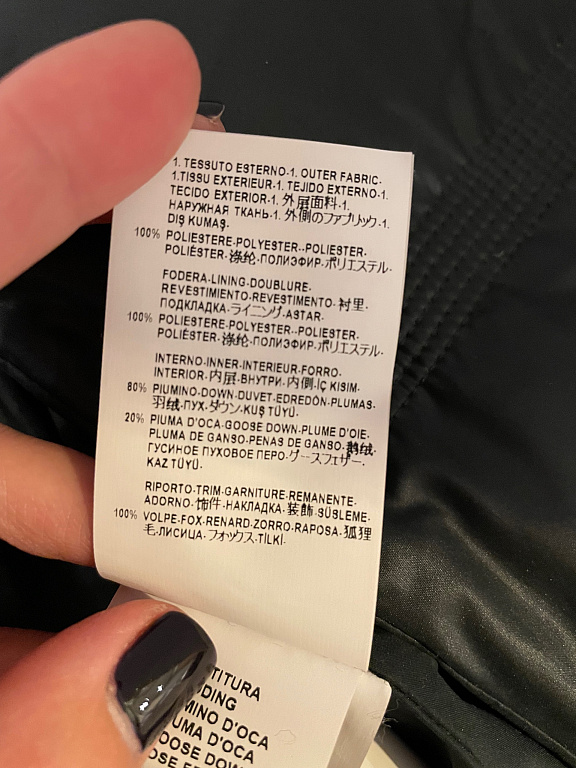 1. TESSUTO ESTERNO-1. OUTER FABRIC-
1.TISSU EXTERIEUR-1. TEJIDO EXTERNO-1.
TECIDO EXTERIOR-1. 外层面料-1.
НАРУЖНАЯ ТКАНЬ-1. 外側のファブリック-1.
DIŞ KUMAŞ.
100% POLIESTERE-POLYESTER--POLIESTER.
POLIÉSTER-涤纶-ПОЛИЭФИР-ポリエステル.
FODERA-LINING-DOUBLURE.
REVESTIMIENTO-REVESTIMENTO-衬里.
ПОДКЛАДКА-ライニング-ASTAR.
100% POLIESTERE-POLYESTER--POLIESTER.
POLIÉSTER-涤纶-ПОЛИЭФИР-ポリエステル.
INTERNO-INNER-INTERIEUR-FORRO-
INTERIOR-内层-ВНУТРИ-内側-İÇ KISIM-
80% PIUMINO-DOWN-DUVET-EDREDÓN-PLUMAS-
羽绒-ПУХ-ダウン-KUŞ TÜYÜ.
20% PIUMA D'OCA-GOOSE DOWN-PLUME D'OIE.
PLUMA DE GANSO-PENAS DE GANSO-鹅绒-
ГУСИНОЕ ПУХОВОЕ ПЕРО-グースフェザー.
KAZ TÜYÜ.
RIPORTO-TRIM-GARNITURE-REMANENTE.
ADORNO-饰件-НАКЛАДКА-装飾-SÜSLEME.
100% VOLPE-FOX-RENARD-ZORRO-RAPOSA-狐狸
毛-ЛИСИЦА-フォックス-TİLKİ.
TITURA
DING
MINO D'OCA
UMA D'OCA
OOSE DOW